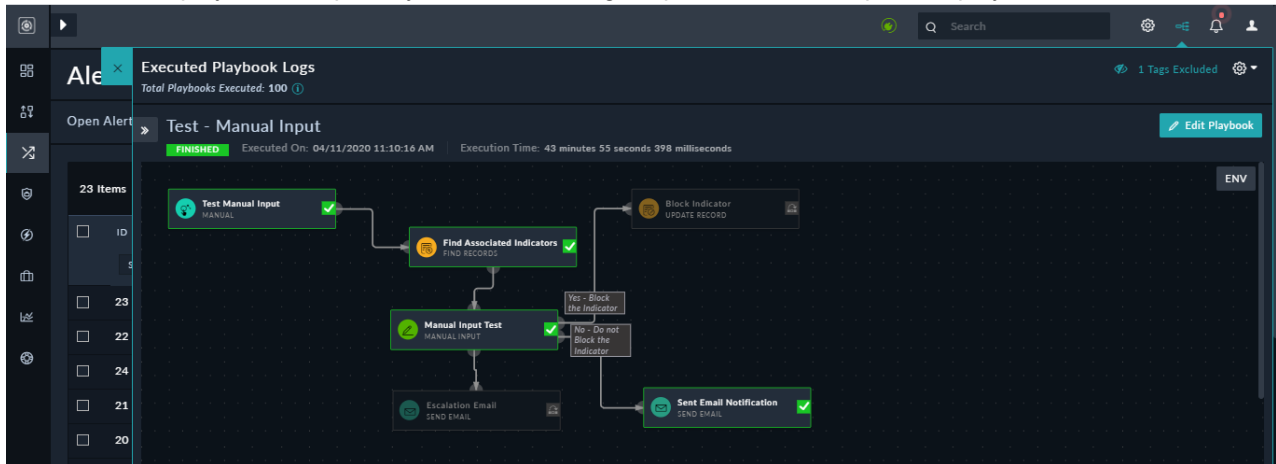 Search
Ale
Executed Playbook Logs
Total Playbooks Executed: 100
1 Tags Excluded
Open Alert
Test - Manual Input
Edit Playbook
FINISHED Executed On: 04/11/2020 11:10:16 AM Execution Time: 43 minutes 55 seconds 398 milliseconds
ENV
23 Items
Test Manual Input
MANUAL
Block Indicator
UPDATE RECORD
ID
Find Associated Indicators
FIND RECORDS
S
23
Yes - Block
the Indicator
22
Manual Input Test
MANUAL INPUT
No - Do not
Block the
Indicator
24
21
Escalation Email
SEND EMAIL
Sent Email Notification
SEND EMAIL
20